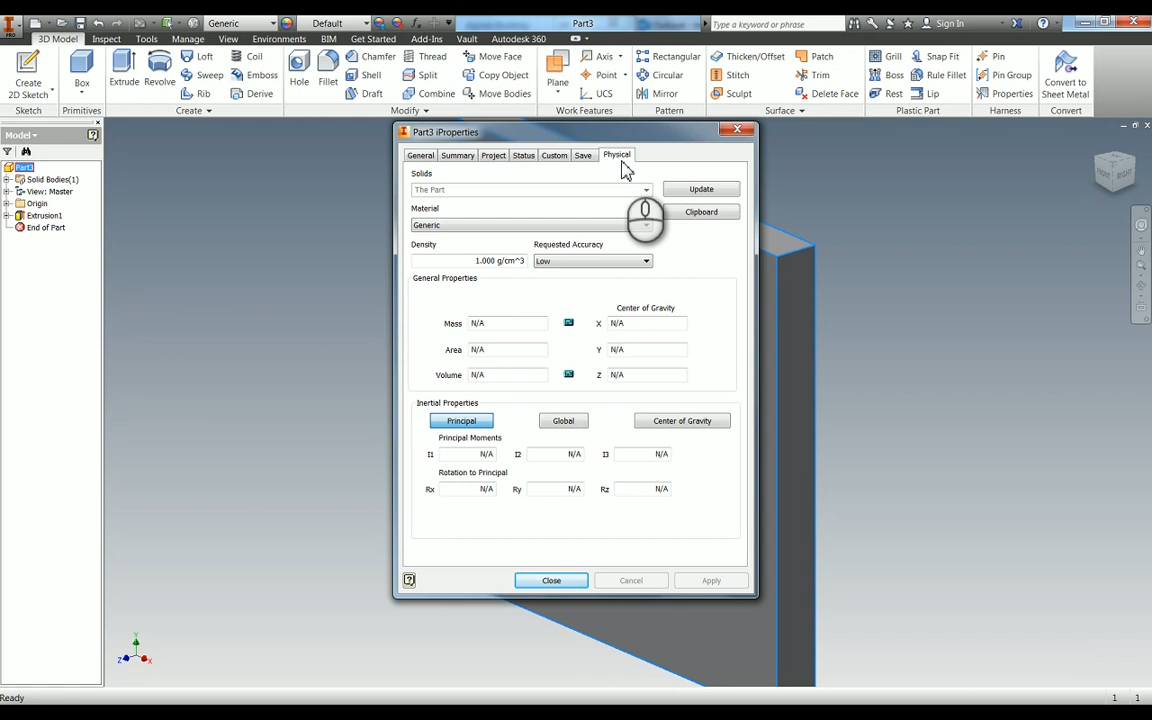 PRO Generic Default Part3 Type a keyword or phrase Sign In
3D Model Inspect Tools Manage View Environments BIM Get Started Add-Ins Vault Autodesk 360
Create 2D Sketch Box Extrude Revolve Loft Coil Hole Fillet Chamfer Thread Move Face Plane Axis Rectangular Thicken/Offset Patch Grill Snap Fit Pin Convert to Sheet Metal
Sweep Emboss Shell Split Copy Object Point Circular Stitch Trim Boss Rule Fillet Pin Group
Rib Derive Draft Combine Move Bodies UCS Mirror Sculpt Delete Face Rest Lip Properties
Sketch Primitives Create Modify Work Features Pattern Surface Plastic Part Harness Convert
Model
Part3
Solid Bodies(1)
View: Master
Origin
Extrusion1
End of Part
FRONT RIGHT
Part3 iProperties
General Summary Project Status Custom Save Physical
Solids
The Part Update
Material Clipboard
Generic
Density Requested Accuracy
1.000 g/cm^3 Low
General Properties
Center of Gravity
Mass N/A X N/A
Area N/A Y N/A
Volume N/A Z N/A
Inertial Properties
Principal Global Center of Gravity
Principal Moments
I1 N/A I2 N/A I3 N/A
Rotation to Principal
Rx N/A Ry N/A Rz N/A
Close Cancel Apply
Y
Z X
Ready 1 1